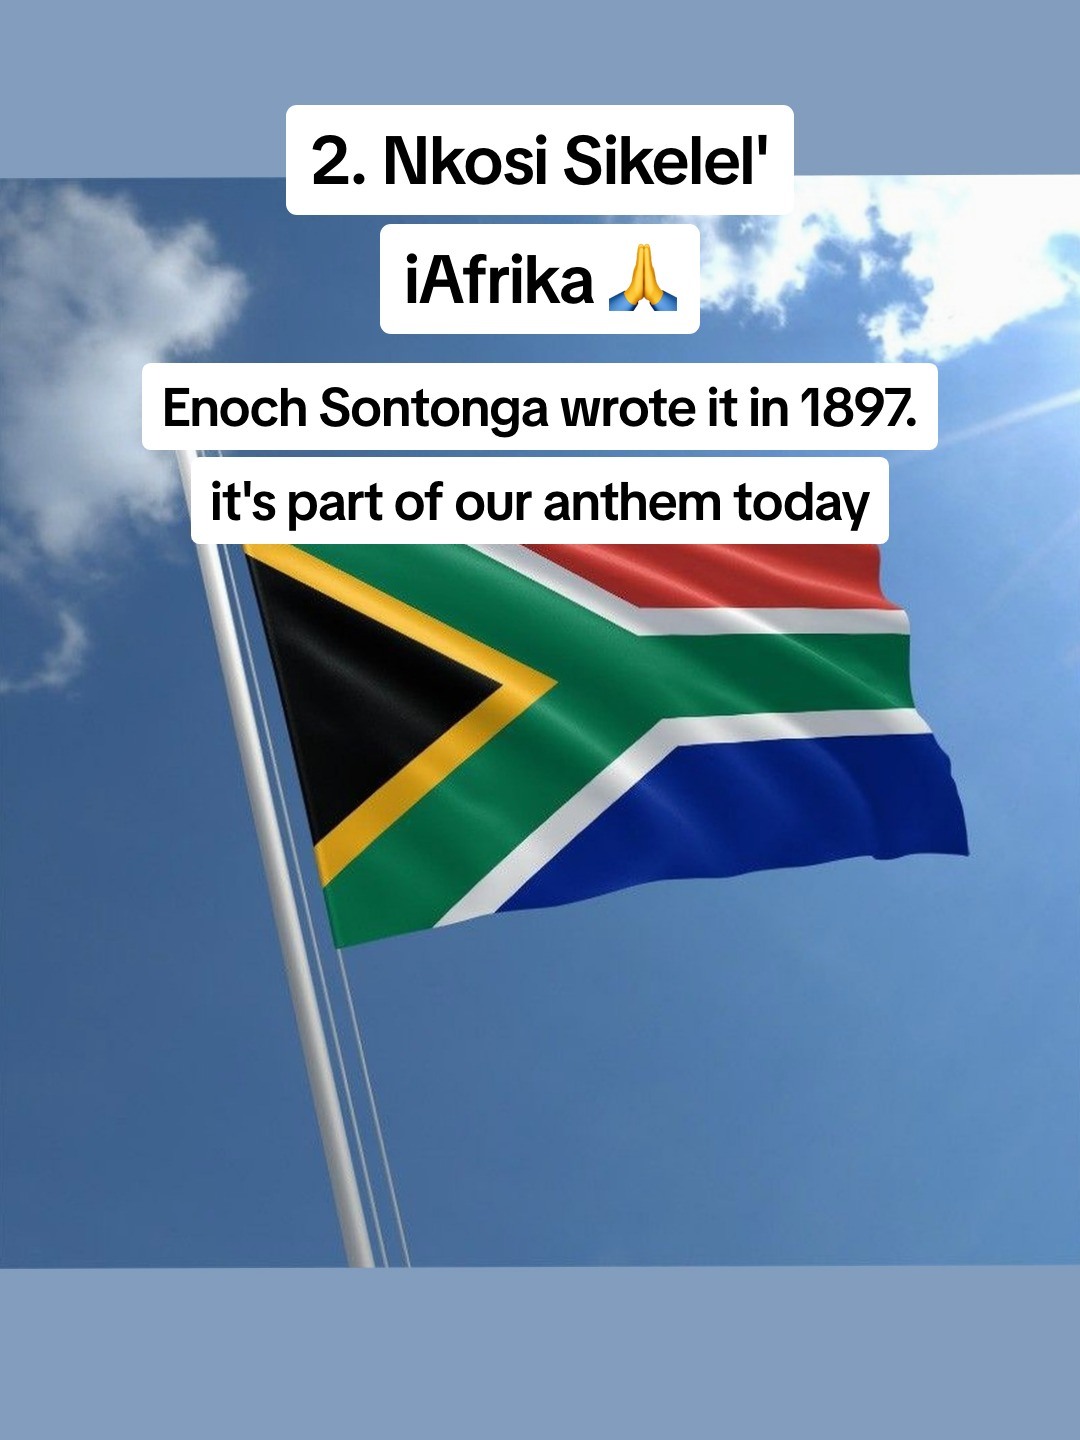 2. Nkosi Sikelel'
iAfrika 🙏
Enoch Sontonga wrote it in 1897.
it's part of our anthem today